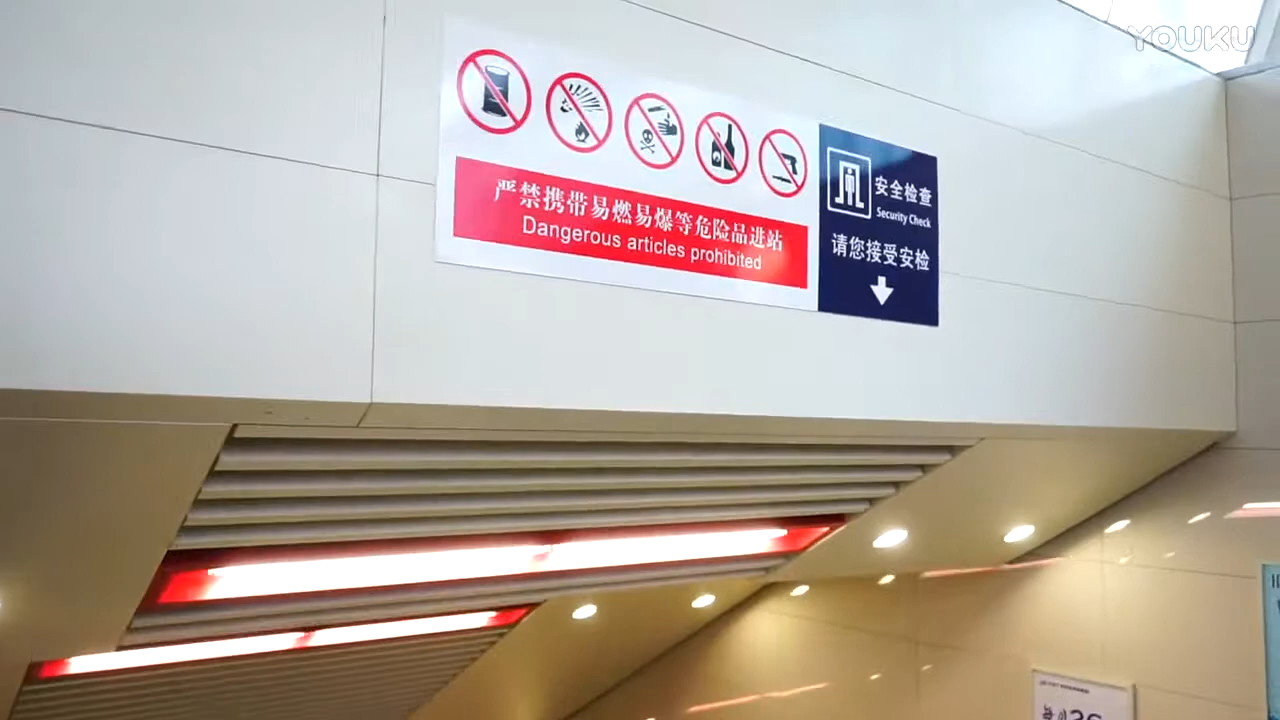 YOUKU
严禁携带易燃易爆等危险品进站
Dangerous articles prohibited
安全检查
Security Check
请您接受安检